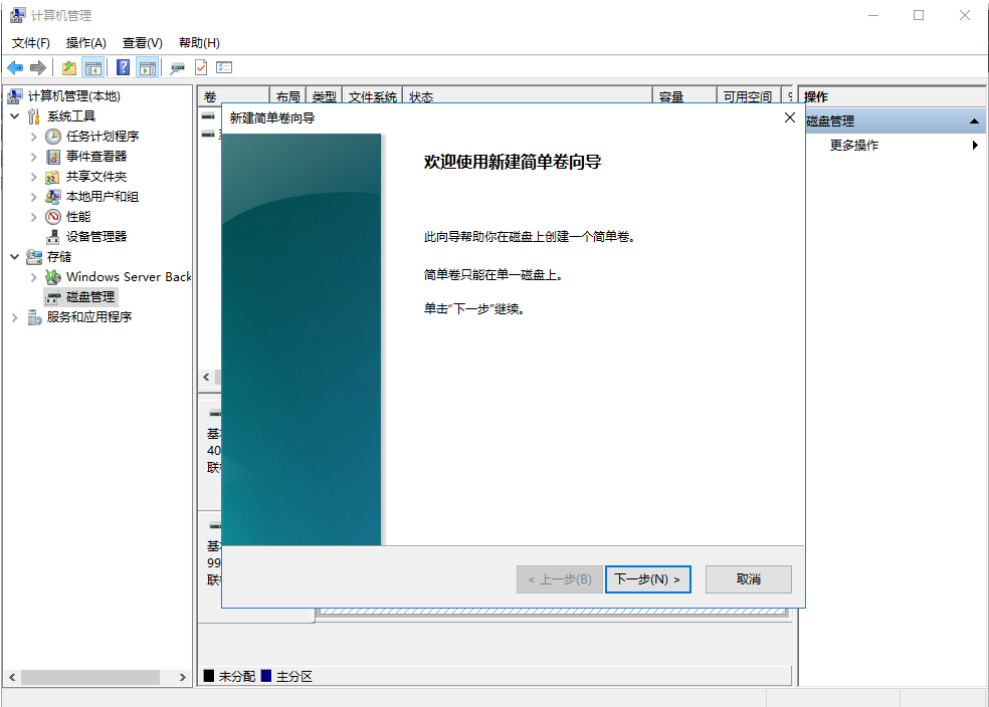 计算机管理
文件(F) 操作(A) 查看(V) 帮助(H)
计算机管理(本地)
系统工具
任务计划程序
事件查看器
共享文件夹
本地用户和组
性能
设备管理器
存储
Windows Server Back
磁盘管理
服务和应用程序
卷 布局 类型 文件系统 状态 容量 可用空间 %
基
40
联
基
99
联
未分配 主分区
新建简单卷向导
欢迎使用新建简单卷向导
此向导帮助你在磁盘上创建一个简单卷。
简单卷只能在单一磁盘上。
单击“下一步”继续。
< 上一步(B) 下一步(N) > 取消
操作
磁盘管理
更多操作